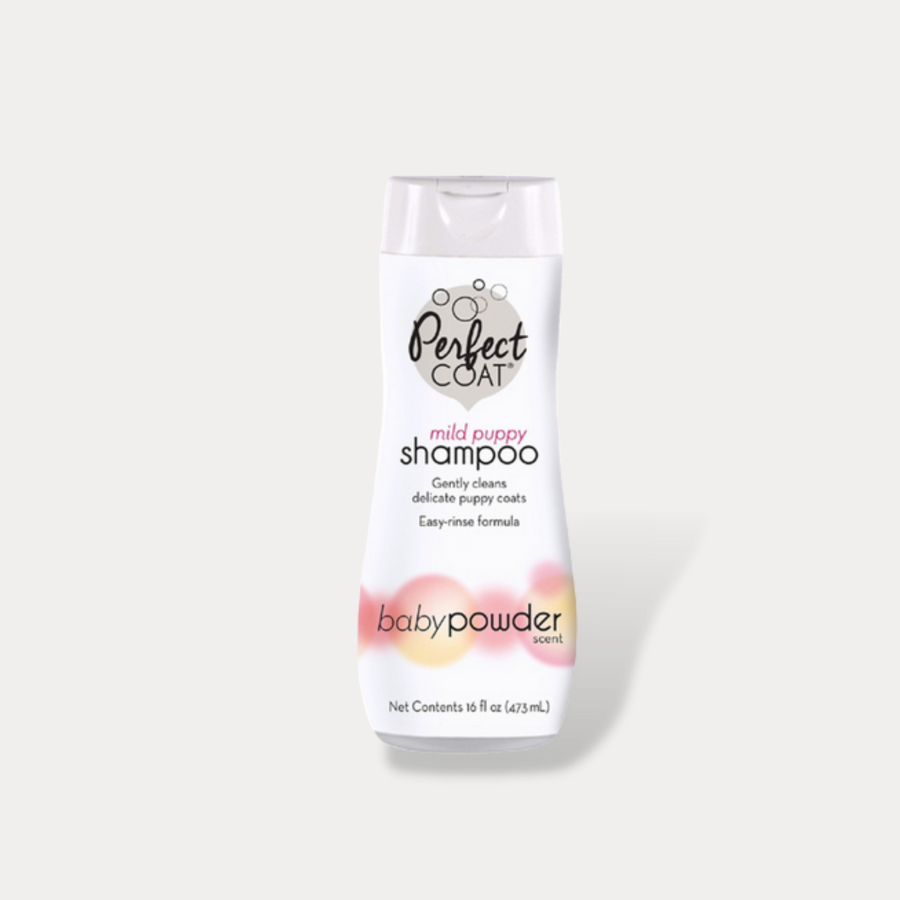 Perfect
COAT®
mild puppy
shampoo
Gently cleans
delicate puppy coats
Easy-rinse formula
babypowder
scent
Net Contents 16 fl oz (473 mL)